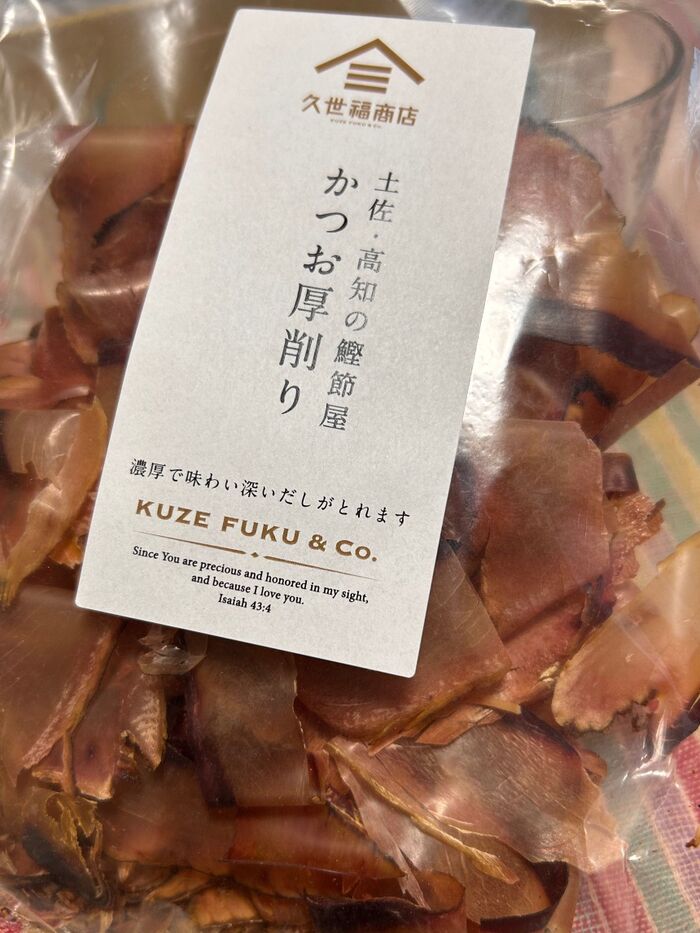 久世福商店
KUZE FUKU & CO.
土佐・高知の鰹節屋
かつお厚削り
濃厚で味わい深いだしがとれます
KUZE FUKU & CO.
Since You are precious and honored in my sight,
and because I love you.
Isaiah 43:4